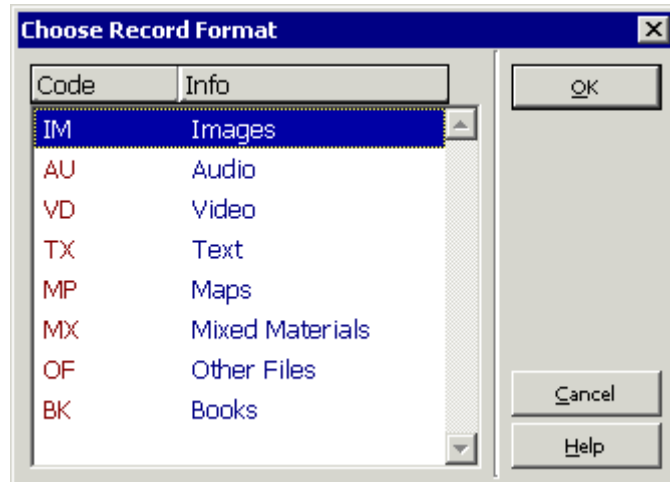 Choose Record Format
Code Info
OK
IM Images
AU Audio
VD Video
TX Text
MP Maps
MX Mixed Materials
OF Other Files
BK Books
Cancel
Help